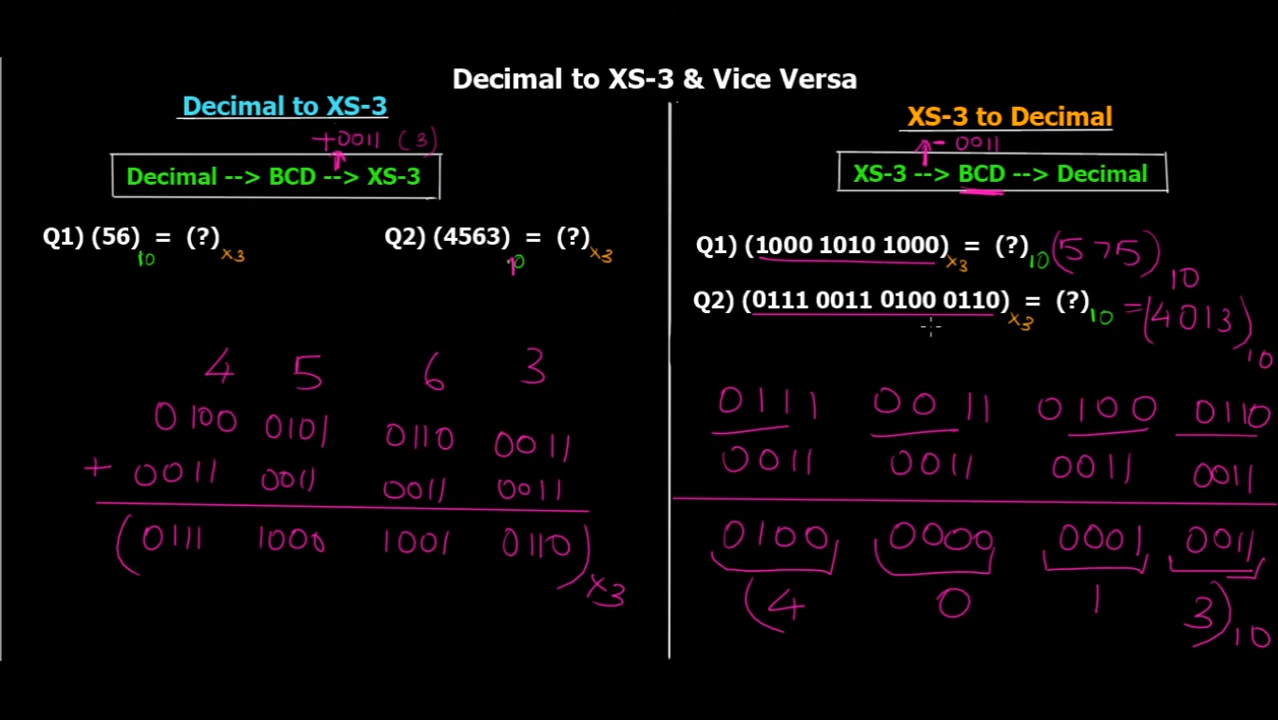 Decimal to XS-3 & Vice Versa
Decimal to XS-3
+0011 (3)
Decimal --> BCD --> XS-3
Q1) (56)10 = (?)x3
Q2) (4563)10 = (?)x3
4 5 6 3
0100 0101 0110 0011
+ 0011 0011 0011 0011
(0111 1000 1001 0110)x3
XS-3 to Decimal
- 0011
XS-3 --> BCD --> Decimal
Q1) (1000 1010 1000)x3 = (?)10 (575)10
Q2) (0111 0011 0100 0110)x3 = (?)10 = (4013)10
0111 0011 0100 0110
0011 0011 0011 0011
0100 0000 0001 0011
(4 0 1 3)10